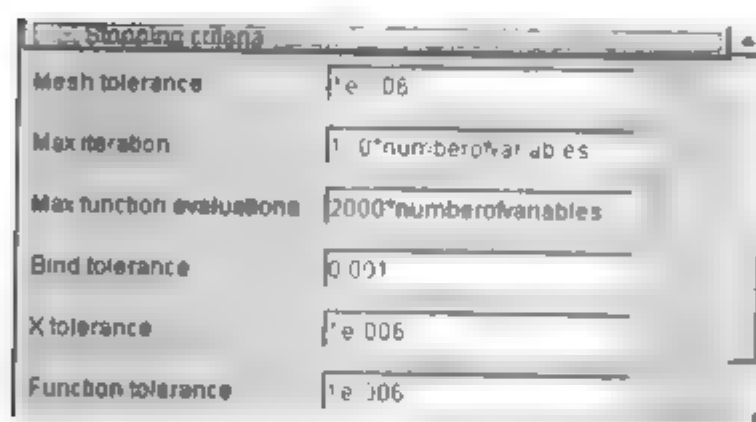 Stopping criteria
Mesh tolerance 1e-06
Max iteration 100*numberofvariables
Max function evaluations 2000*numberofvariables
Bind tolerance 0.001
X tolerance 1e-006
Function tolerance 1e-006